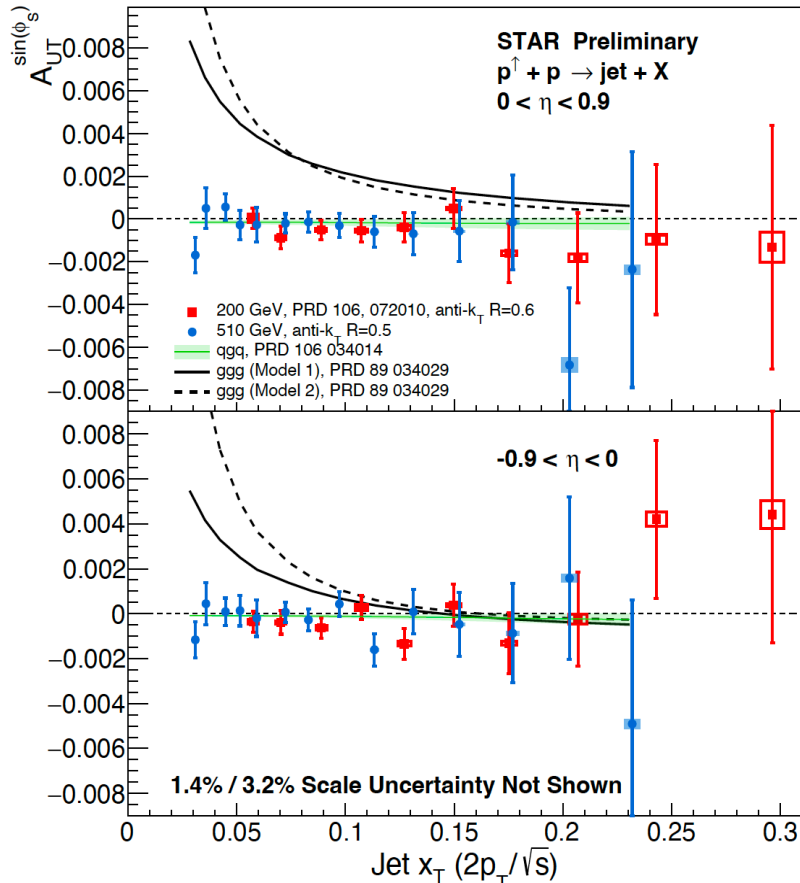 A_UT^sin(ϕ_s)
0.008
0.006
0.004
0.002
0
−0.002
−0.004
−0.006
−0.008
STAR Preliminary
p^↑ + p → jet + X
0 < η < 0.9
200 GeV, PRD 106, 072010, anti-k_T R=0.6
510 GeV, anti-k_T R=0.5
qgq, PRD 106 034014
ggg (Model 1), PRD 89 034029
ggg (Model 2), PRD 89 034029
0.008
0.006
0.004
0.002
0
−0.002
−0.004
−0.006
−0.008
-0.9 < η < 0
1.4% / 3.2% Scale Uncertainty Not Shown
0 0.05 0.1 0.15 0.2 0.25 0.3
Jet x_T (2p_T/√s)